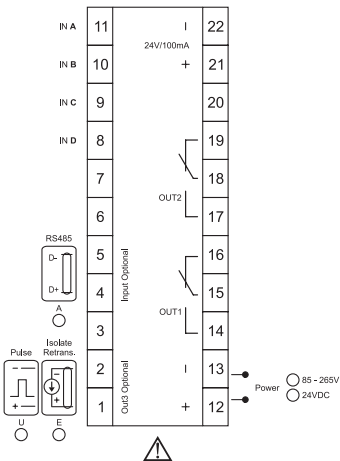 IN A 11 – 22
24V/100mA
IN B 10 + 21
IN C 9 20
IN D 8 19
7 18
OUT2
6 17
RS485
D-
D+
A
5 16
Input Optional
4 15
OUT1
3 14
Pulse
– –
+ –
U
Isolate
Retrans.
–
+
E
2 – 13
Out3 Optional
1 + 12
Power
85 - 265V
24VDC